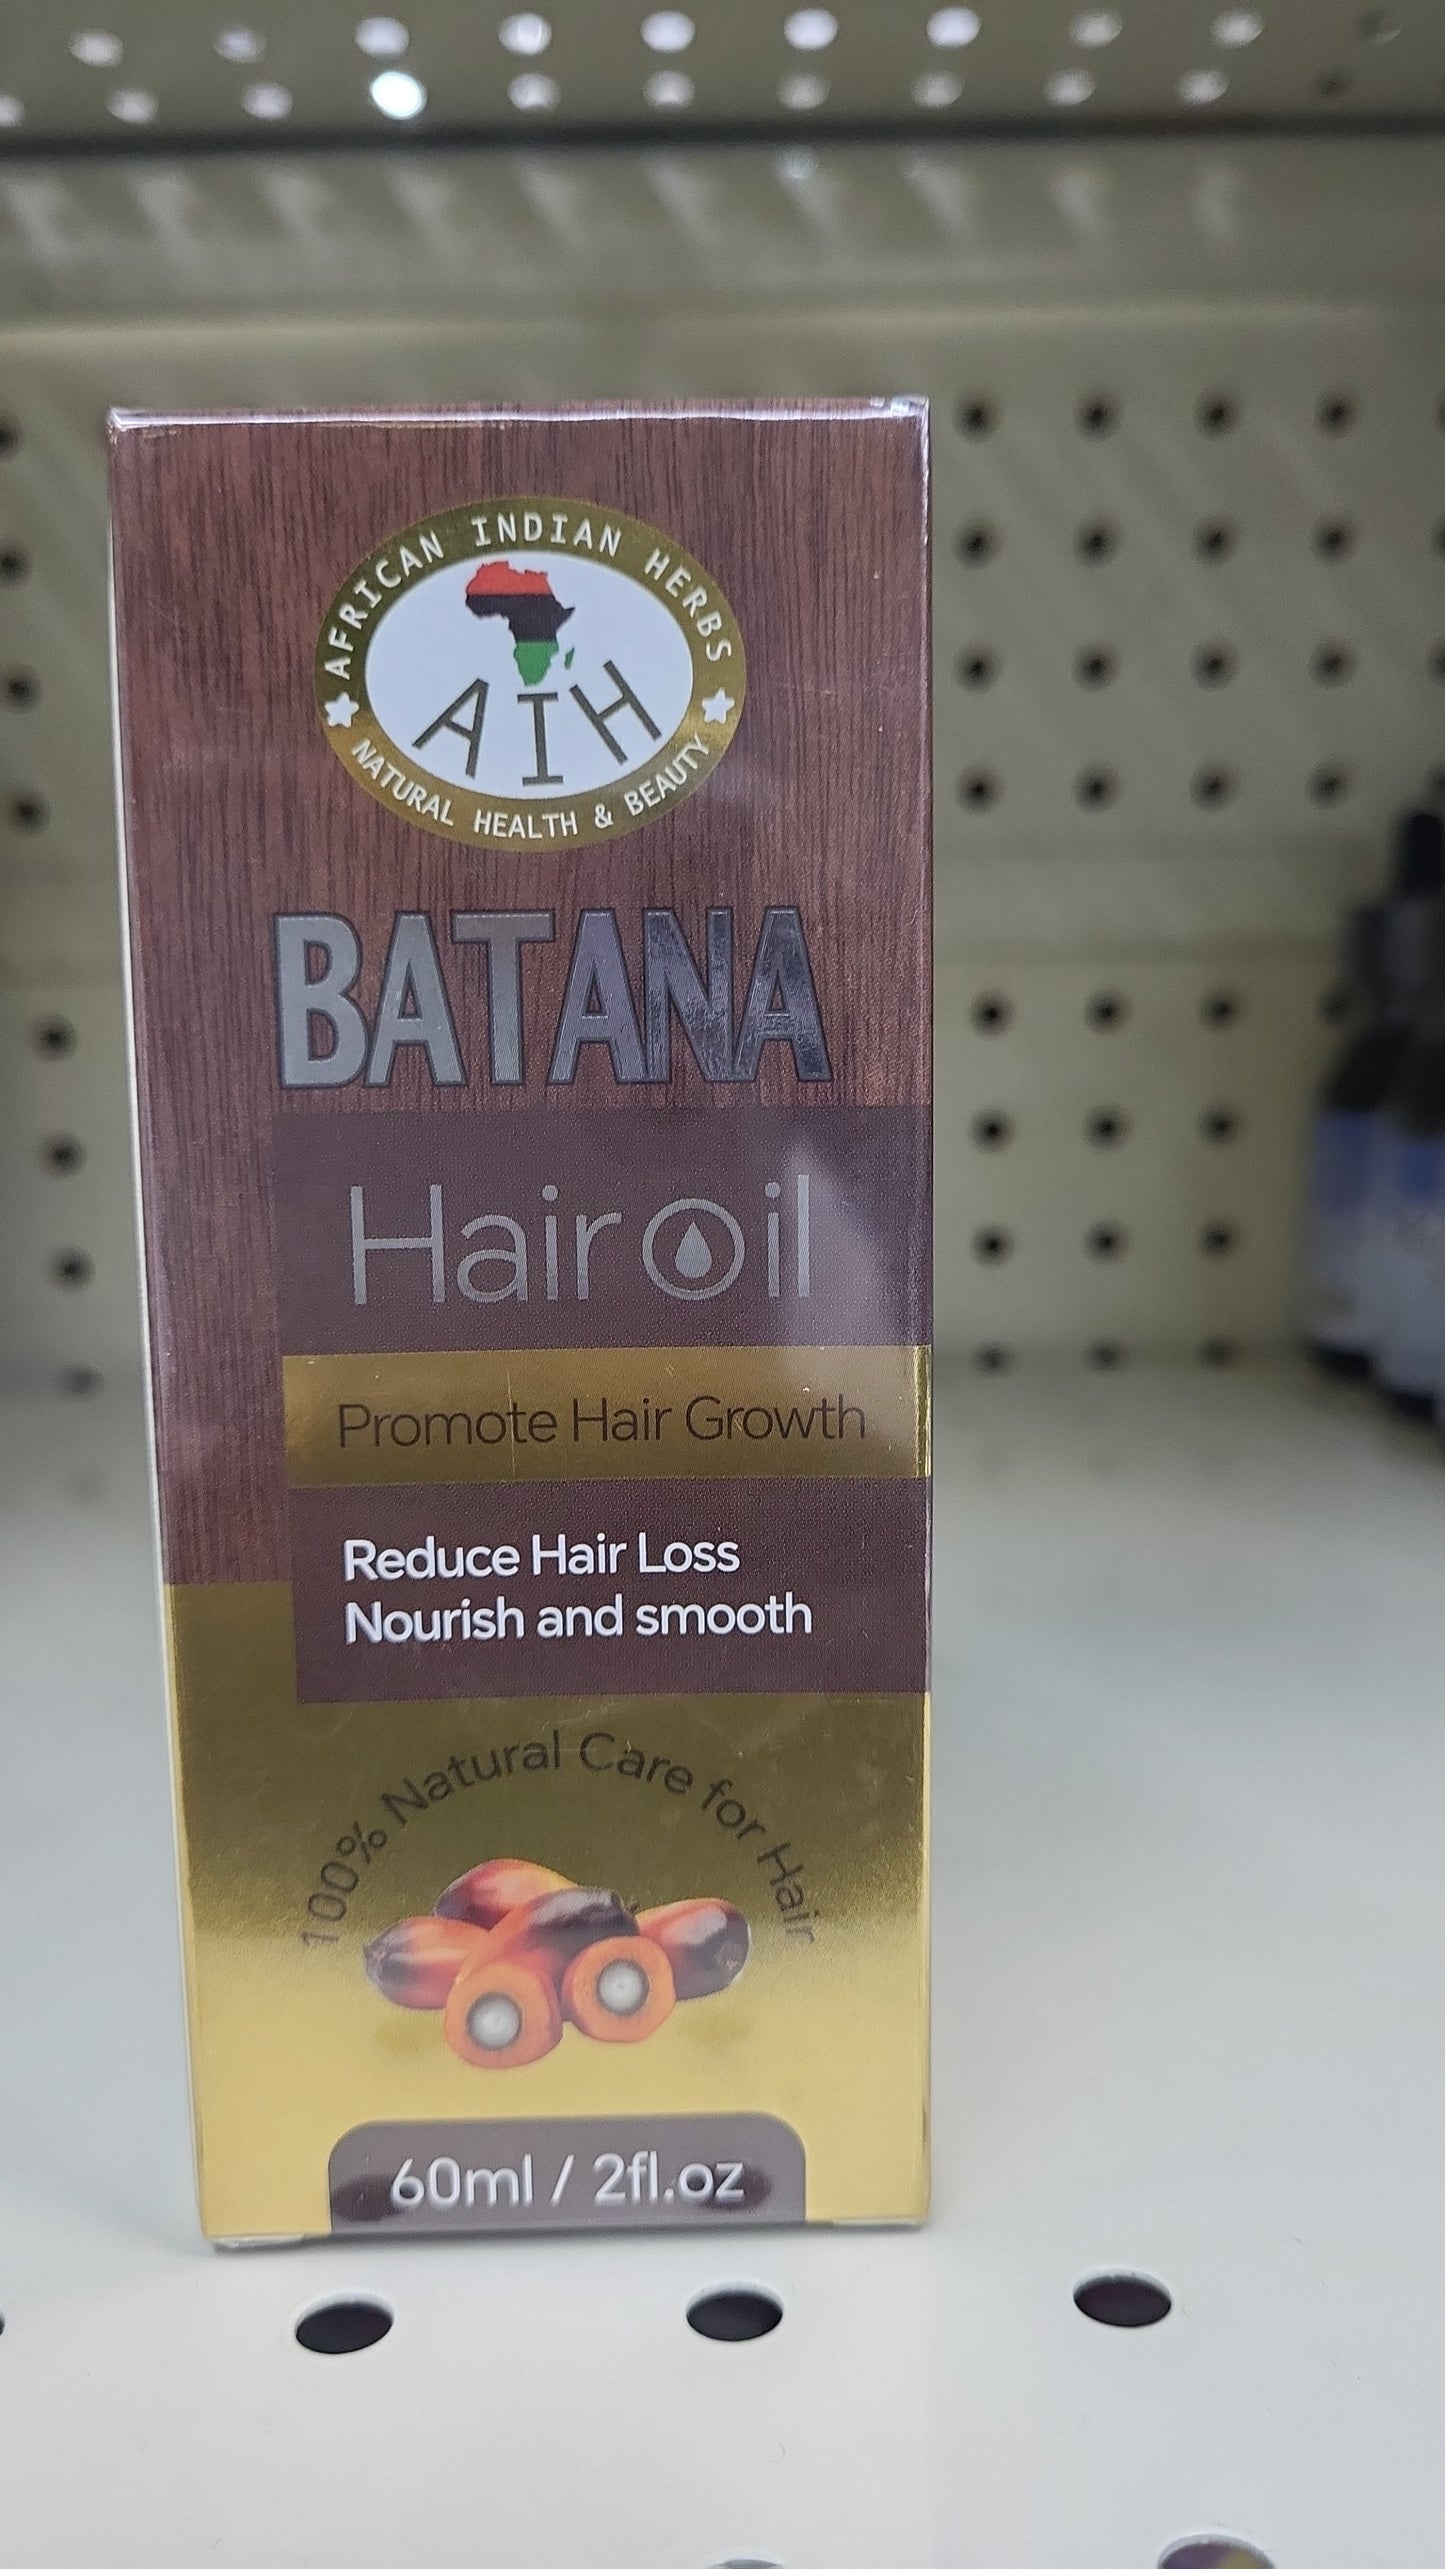 AFRICAN INDIAN HERBS
AIH
NATURAL HEALTH & BEAUTY
BATANA
Hair Oil
Promote Hair Growth
Reduce Hair Loss
Nourish and smooth
100% Natural Care for Hair
60ml / 2fl.oz